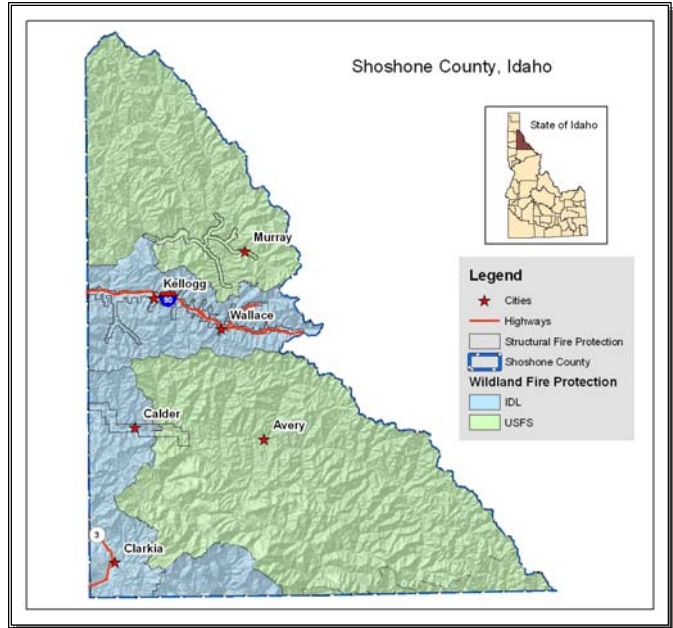 Shoshone County, Idaho
State of Idaho
Murray
Kellogg
90
Wallace
Legend
Cities
Highways
Structural Fire Protection
Shoshone County
Wildland Fire Protection
IDL
USFS
Calder
Avery
3
Clarkia